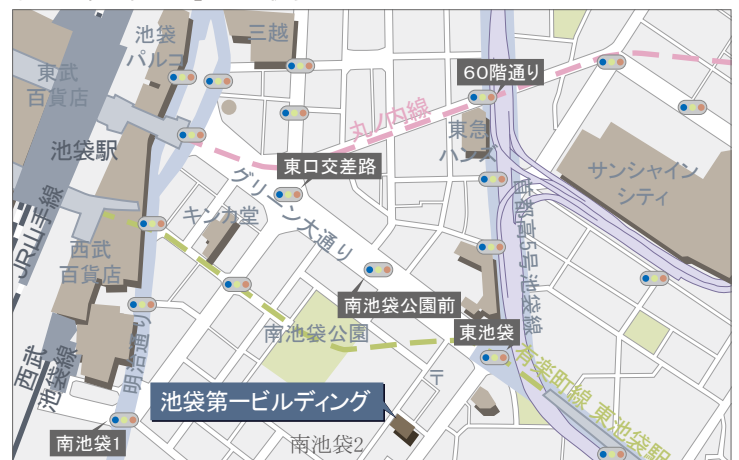 池袋
パルコ
三越
東武
百貨店
60階通り
丸ノ内線
東急
ハンズ
池袋駅
東口交差路
サンシャイン
シティ
グリーン大通り
キンカ堂
JR山手線
西武
百貨店
首都高5号池袋線
南池袋公園前
南池袋公園
東池袋
明治通り
西武
池袋線
有楽町線 東池袋駅
〒
池袋第一ビルディング
南池袋1
南池袋2